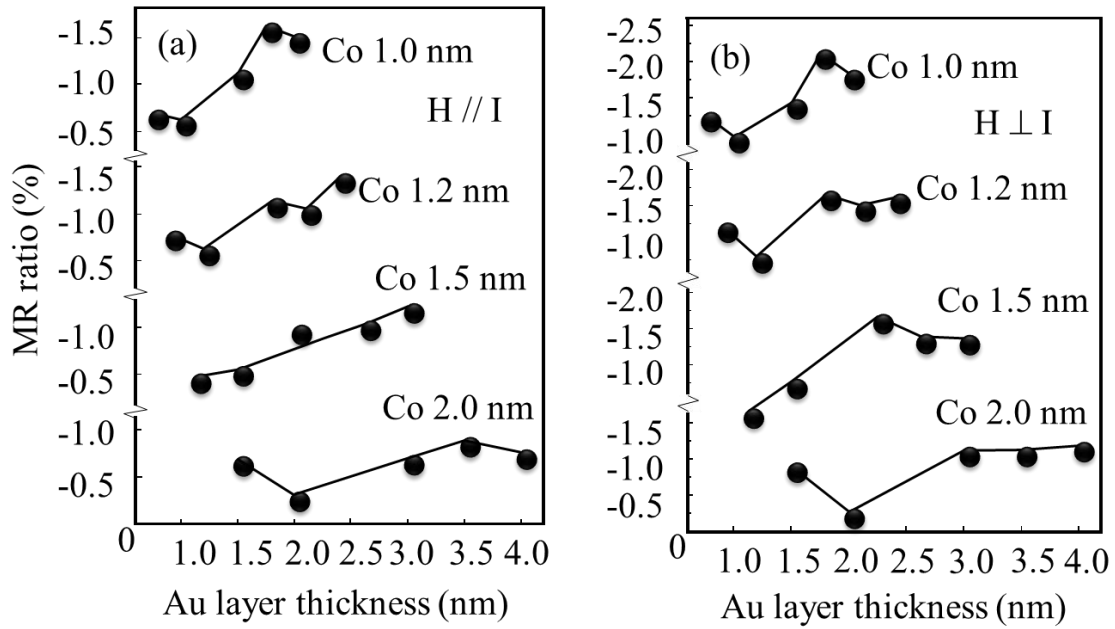 MR ratio (%)
(a)
H // I
-1.5
-1.0
-0.5
Co 1.0 nm
-1.5
-1.0
-0.5
Co 1.2 nm
-1.0
-0.5
Co 1.5 nm
-1.0
-0.5
Co 2.0 nm
0 1.0 1.5 2.0 2.5 3.0 3.5 4.0
Au layer thickness (nm)
(b)
H ⊥ I
-2.5
-2.0
-1.5
-1.0
Co 1.0 nm
-2.0
-1.5
-1.0
Co 1.2 nm
-2.0
-1.5
-1.0
Co 1.5 nm
-1.5
-1.0
-0.5
Co 2.0 nm
0 1.0 1.5 2.0 2.5 3.0 3.5 4.0
Au layer thickness (nm)